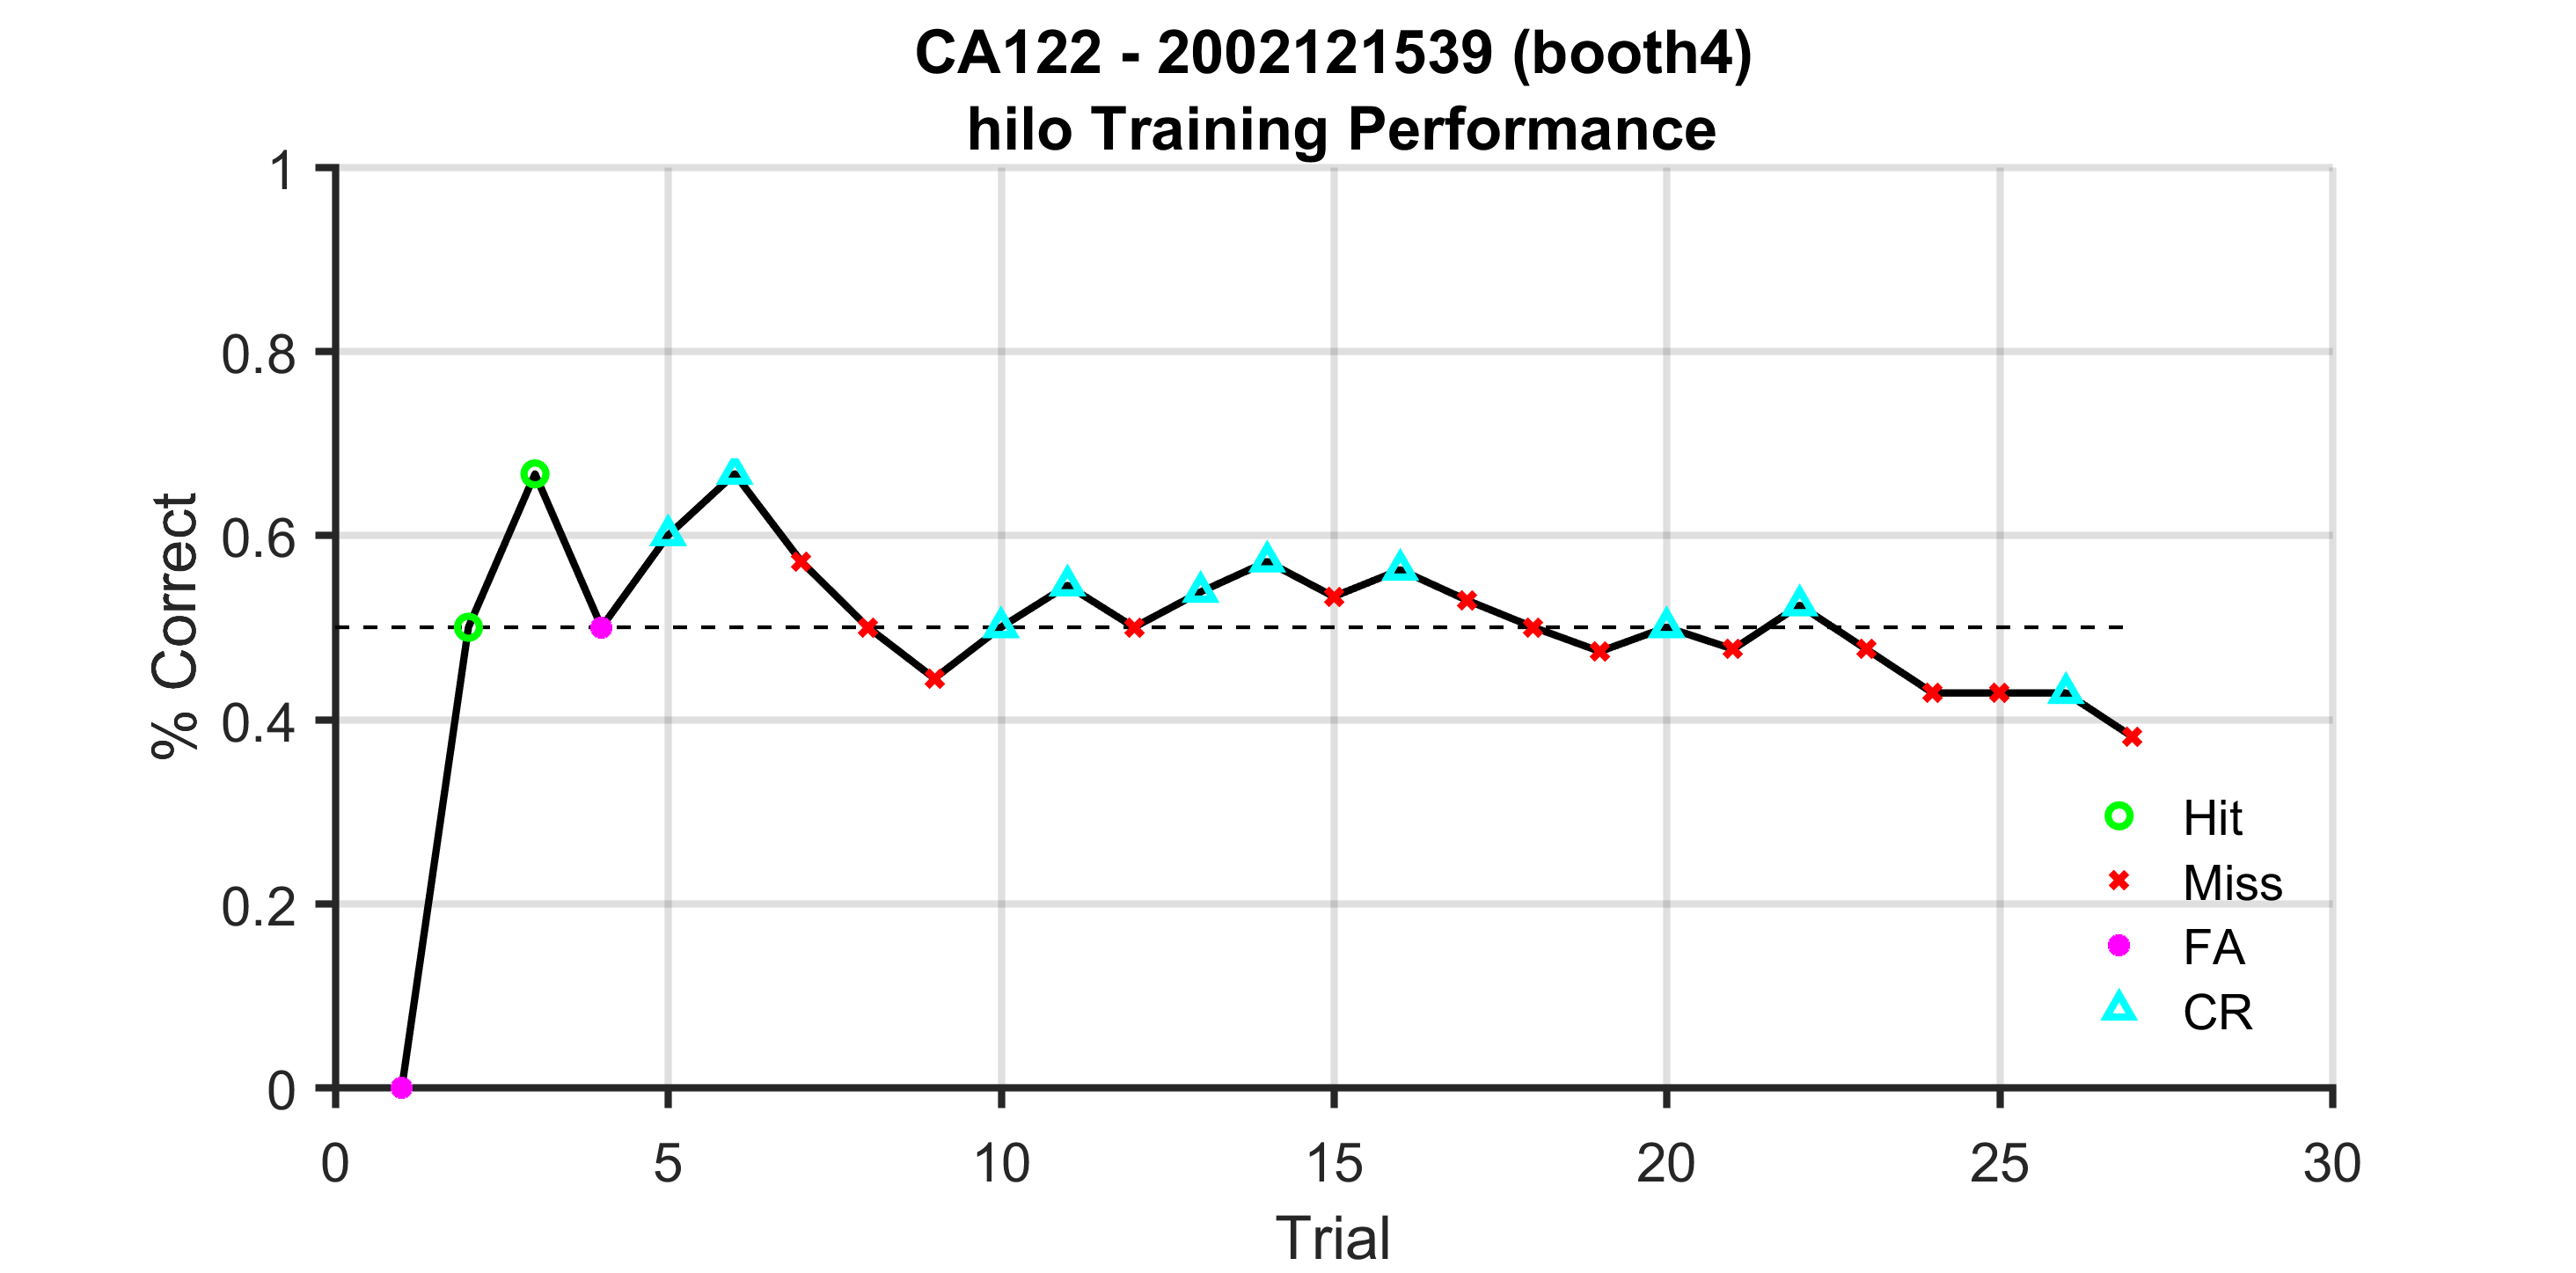 CA122 - 2002121539 (booth4)
hilo Training Performance
% Correct
1
0.8
0.6
0.4
0.2
0
0 5 10 15 20 25 30
Trial
Hit
Miss
FA
CR